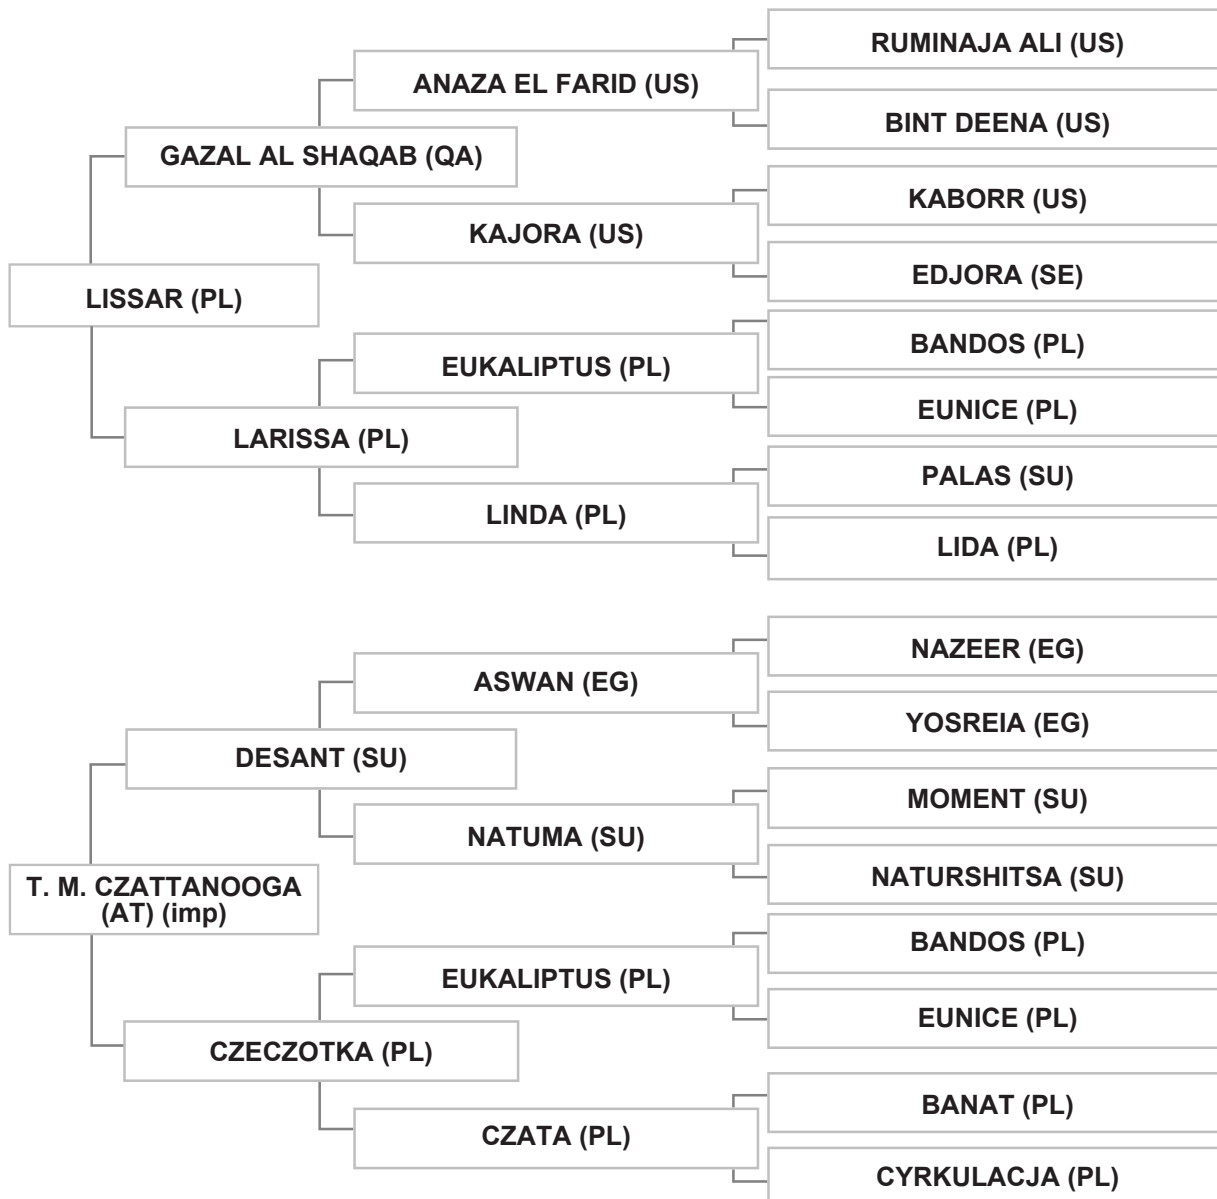 RUMINAJA ALI (US)
ANAZA EL FARID (US)
BINT DEENA (US)
GAZAL AL SHAQAB (QA)
KABORR (US)
KAJORA (US)
EDJORA (SE)
LISSAR (PL)
BANDOS (PL)
EUKALIPTUS (PL)
EUNICE (PL)
LARISSA (PL)
PALAS (SU)
LINDA (PL)
LIDA (PL)
NAZEER (EG)
ASWAN (EG)
YOSREIA (EG)
DESANT (SU)
MOMENT (SU)
NATUMA (SU)
NATURSHITSA (SU)
T. M. CZATTANOOGA
(AT) (imp)
BANDOS (PL)
EUKALIPTUS (PL)
EUNICE (PL)
CZECZOTKA (PL)
BANAT (PL)
CZATA (PL)
CYRKULACJA (PL)